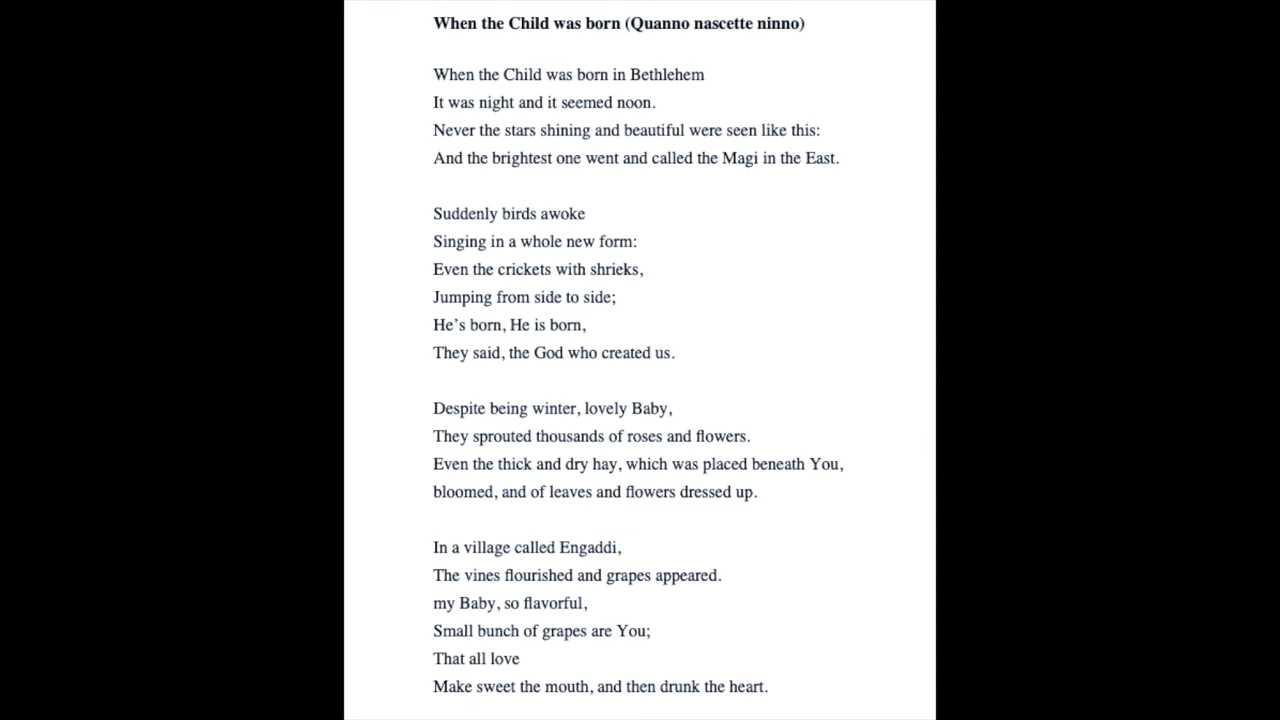 When the Child was born (Quanno nascette ninno)
When the Child was born in Bethlehem
It was night and it seemed noon.
Never the stars shining and beautiful were seen like this:
And the brightest one went and called the Magi in the East.
Suddenly birds awoke
Singing in a whole new form:
Even the crickets with shrieks,
Jumping from side to side;
He’s born, He is born,
They said, the God who created us.
Despite being winter, lovely Baby,
They sprouted thousands of roses and flowers.
Even the thick and dry hay, which was placed beneath You,
bloomed, and of leaves and flowers dressed up.
In a village called Engaddi,
The vines flourished and grapes appeared.
my Baby, so flavorful,
Small bunch of grapes are You;
That all love
Make sweet the mouth, and then drunk the heart.